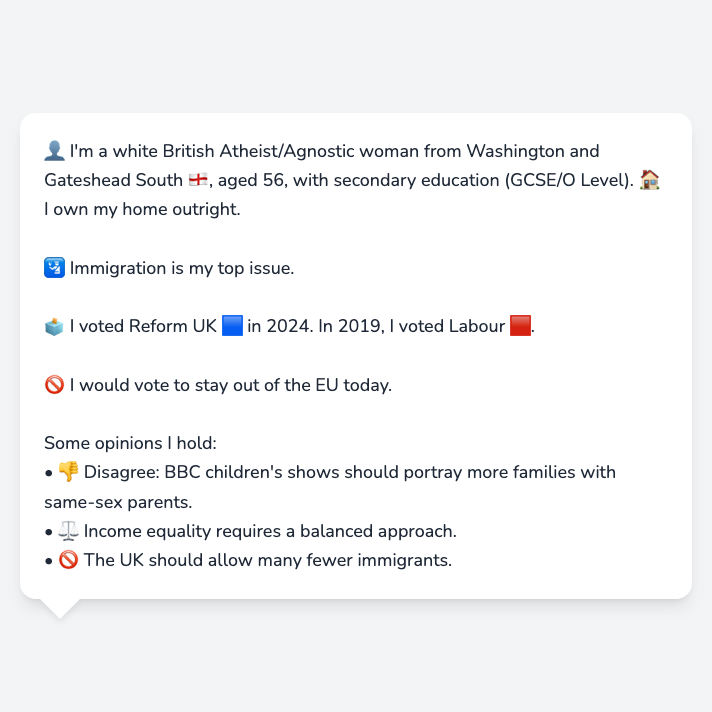 👤 I'm a white British Atheist/Agnostic woman from Washington and
Gateshead South 🏴󠁧󠁢󠁥󠁮󠁧󠁿, aged 56, with secondary education (GCSE/O Level). 🏠
I own my home outright.
🛂 Immigration is my top issue.
🗳️ I voted Reform UK 🟦 in 2024. In 2019, I voted Labour 🟥.
🚫 I would vote to stay out of the EU today.
Some opinions I hold:
• 👎 Disagree: BBC children's shows should portray more families with
same-sex parents.
• ⚖️ Income equality requires a balanced approach.
• 🚫 The UK should allow many fewer immigrants.